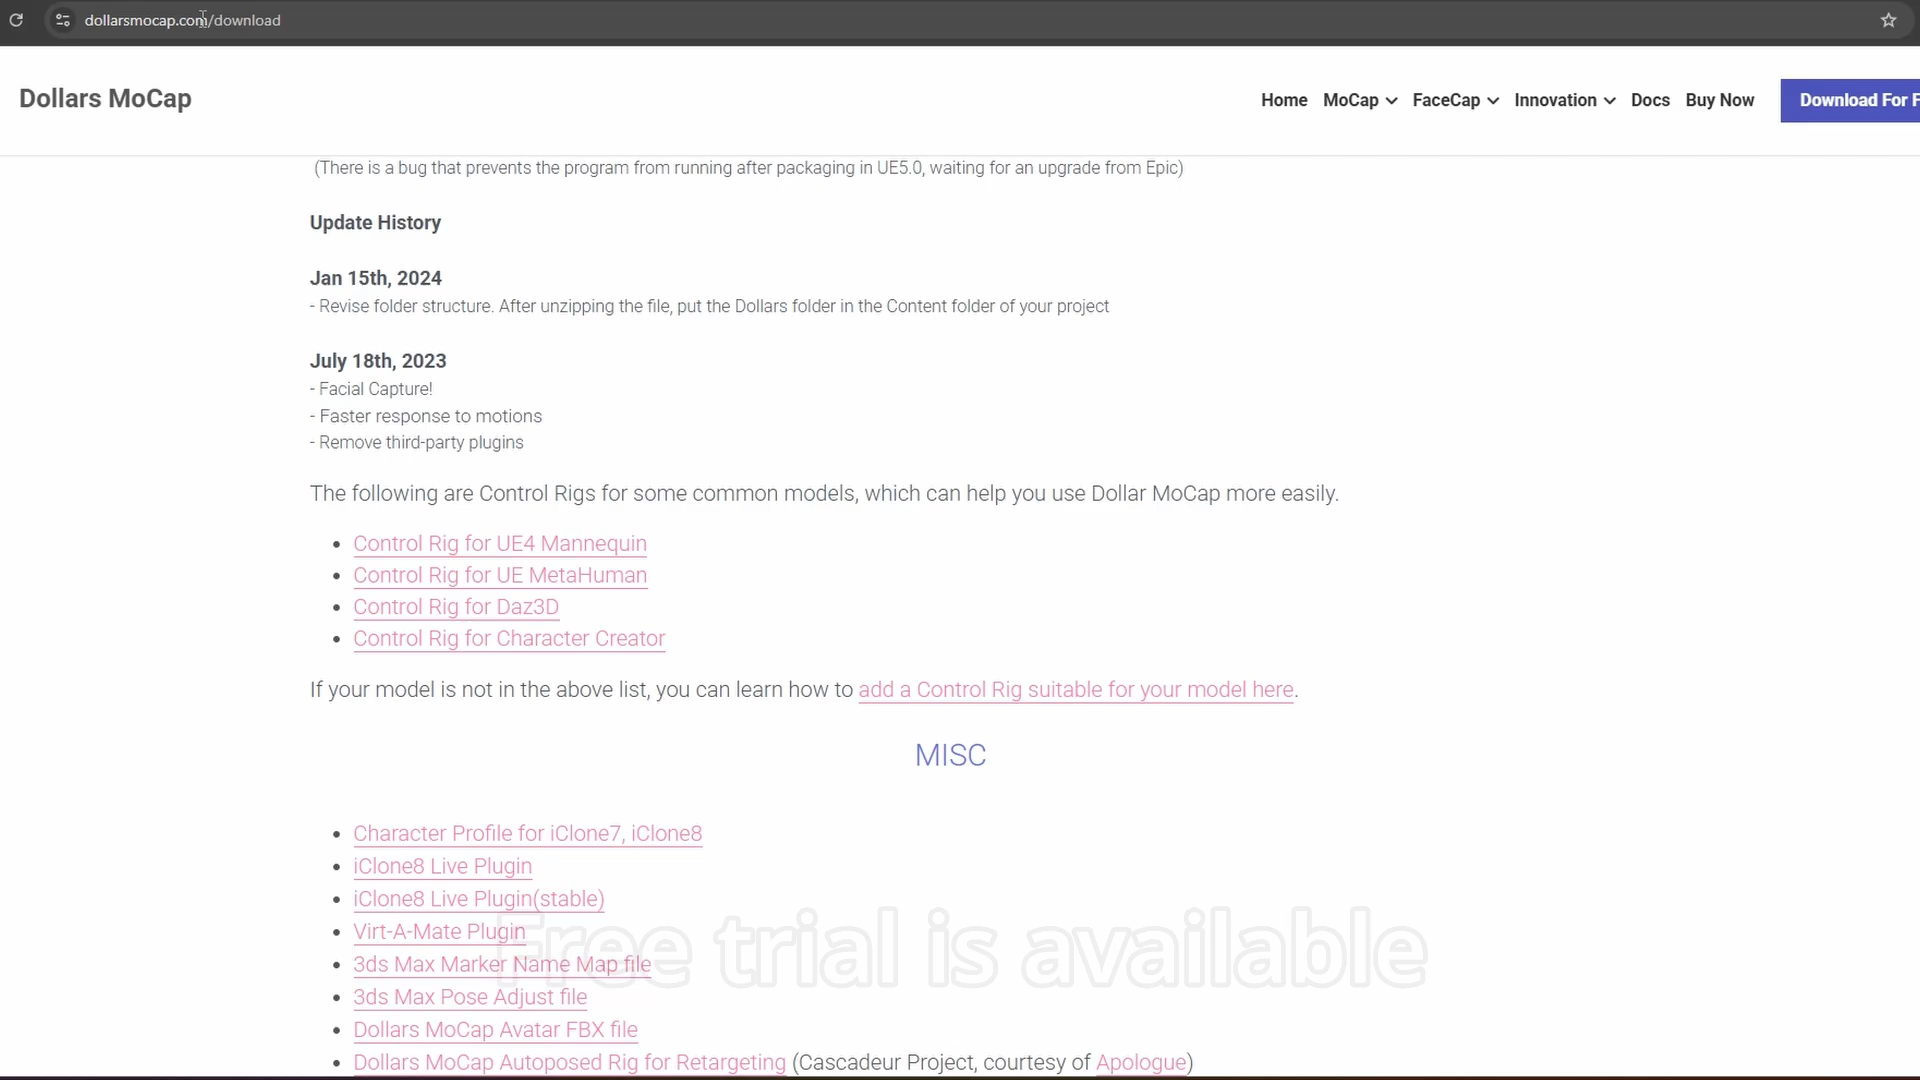 dollarsmocap.com/download
Dollars MoCap
Home MoCap FaceCap Innovation Docs Buy Now Download For F
(There is a bug that prevents the program from running after packaging in UE5.0, waiting for an upgrade from Epic)
Update History
Jan 15th, 2024
- Revise folder structure. After unzipping the file, put the Dollars folder in the Content folder of your project
July 18th, 2023
- Facial Capture!
- Faster response to motions
- Remove third-party plugins
The following are Control Rigs for some common models, which can help you use Dollar MoCap more easily.
• Control Rig for UE4 Mannequin
• Control Rig for UE MetaHuman
• Control Rig for Daz3D
• Control Rig for Character Creator
If your model is not in the above list, you can learn how to add a Control Rig suitable for your model here.
MISC
• Character Profile for iClone7, iClone8
• iClone8 Live Plugin
• iClone8 Live Plugin(stable)
• Virt-A-Mate Plugin
Free trial is available
• 3ds Max Marker Name Map file
• 3ds Max Pose Adjust file
• Dollars MoCap Avatar FBX file
• Dollars MoCap Autoposed Rig for Retargeting (Cascadeur Project, courtesy of Apologue)